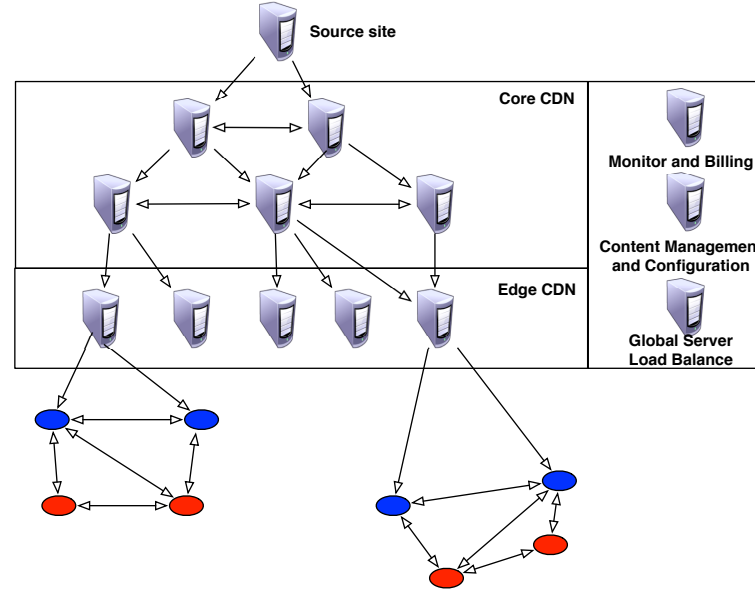 Source site
Core CDN
Monitor and Billing
Content Managemen
and Configuration
Edge CDN
Global Server
Load Balance